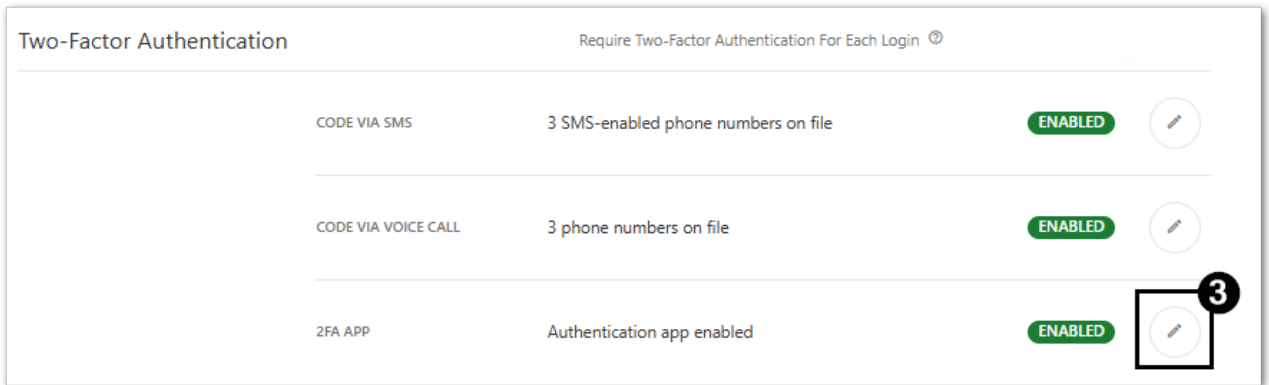 Two-Factor Authentication
Require Two-Factor Authentication For Each Login ?
CODE VIA SMS
3 SMS-enabled phone numbers on file
ENABLED
CODE VIA VOICE CALL
3 phone numbers on file
ENABLED
3
2FA APP
Authentication app enabled
ENABLED